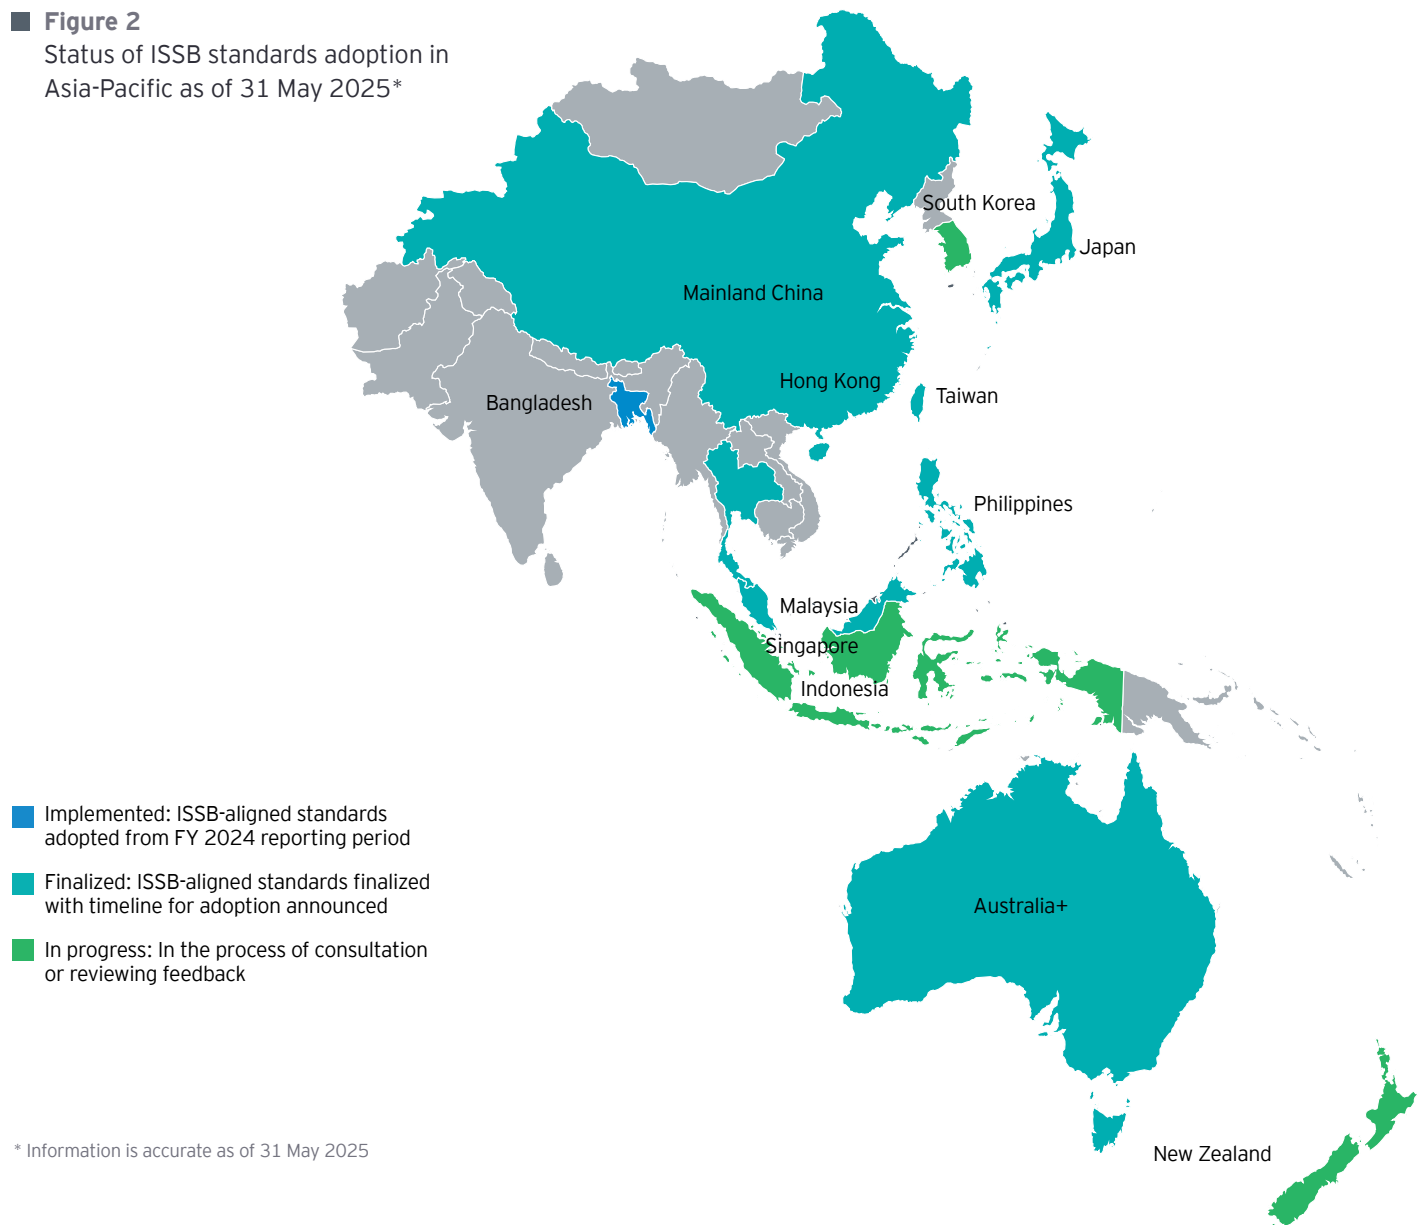 Figure 2
Status of ISSB standards adoption in
Asia-Pacific as of 31 May 2025*
South Korea
Japan
Mainland China
Hong Kong
Taiwan
Bangladesh
Philippines
Malaysia
Singapore
Indonesia
Implemented: ISSB-aligned standards
adopted from FY 2024 reporting period
Finalized: ISSB-aligned standards finalized
with timeline for adoption announced
In progress: In the process of consultation
or reviewing feedback
Australia+
New Zealand
* Information is accurate as of 31 May 2025